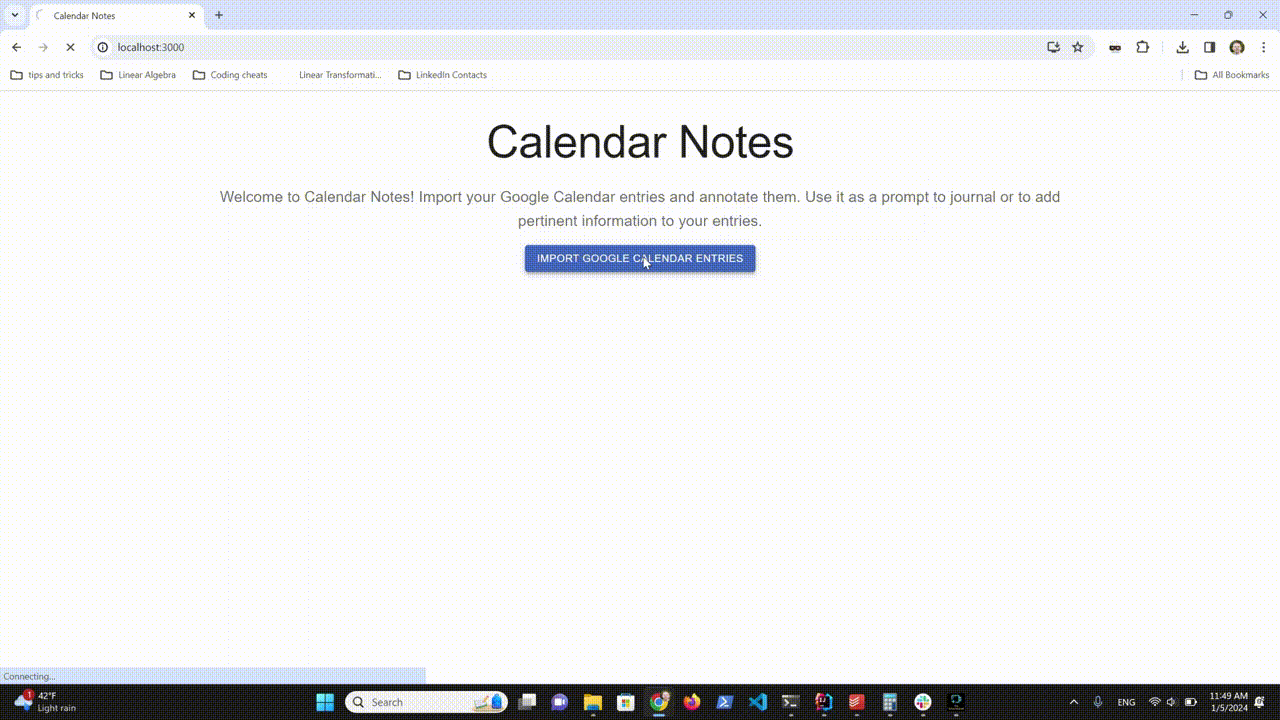 Calendar Notes
localhost:3000
tips and tricks
Linear Algebra
Coding cheats
Linear Transformati...
LinkedIn Contacts
All Bookmarks
Calendar Notes
Welcome to Calendar Notes! Import your Google Calendar entries and annotate them. Use it as a prompt to journal or to add
pertinent information to your entries.
IMPORT GOOGLE CALENDAR ENTRIES
Connecting...
1
42°F
Light rain
Search
ENG
11:49 AM
1/5/2024